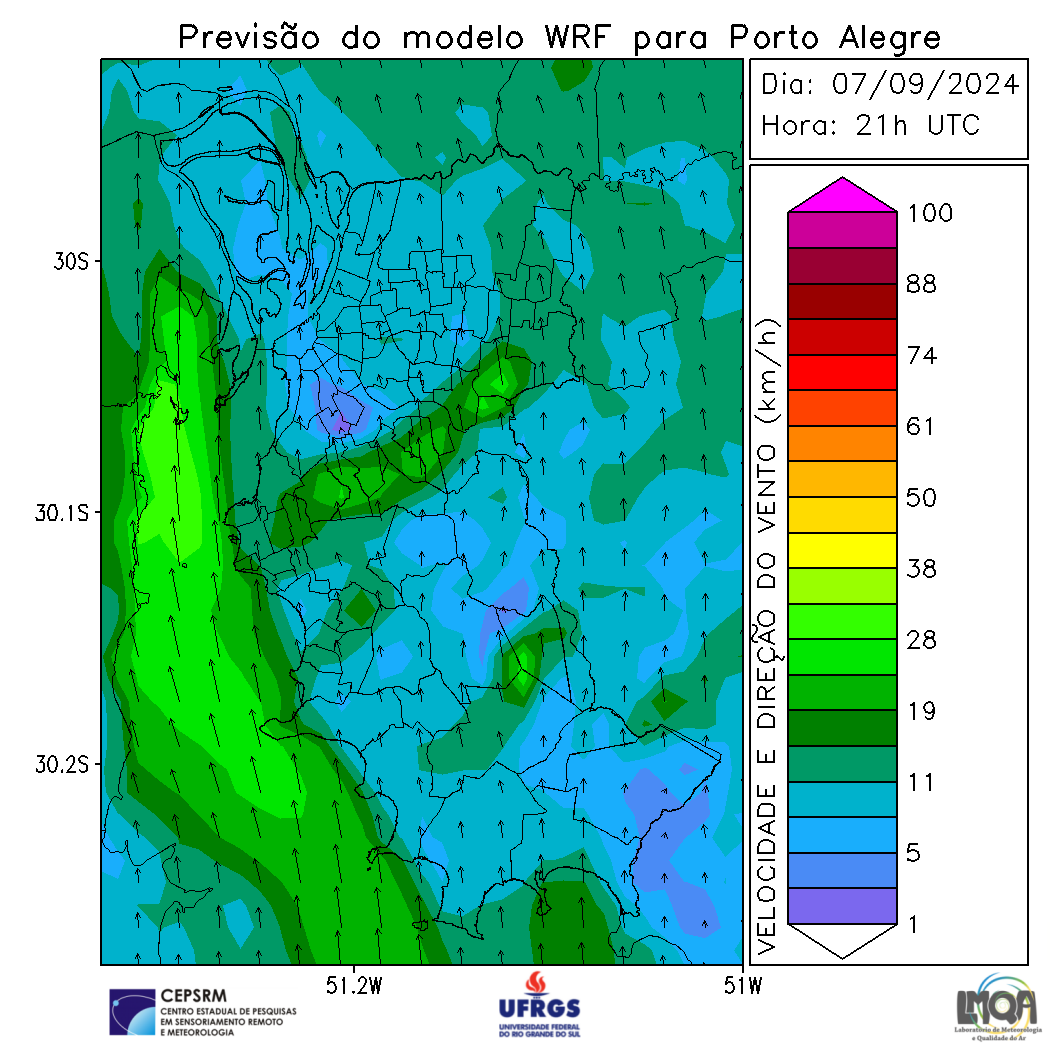 Previsão do modelo WRF para Porto Alegre
Dia: 07/09/2024
Hora: 21h UTC
30S
30.1S
30.2S
51.2W
51W
VELOCIDADE E DIREÇÃO DO VENTO (km/h)
100
88
74
61
50
38
28
19
11
5
1
CEPSRM
CENTRO ESTADUAL DE PESQUISAS
EM SENSORIAMENTO REMOTO
E METEOROLOGIA
UFRGS
UNIVERSIDADE FEDERAL
DO RIO GRANDE DO SUL
LMQA
Laboratório de Meteorologia
e Qualidade do Ar